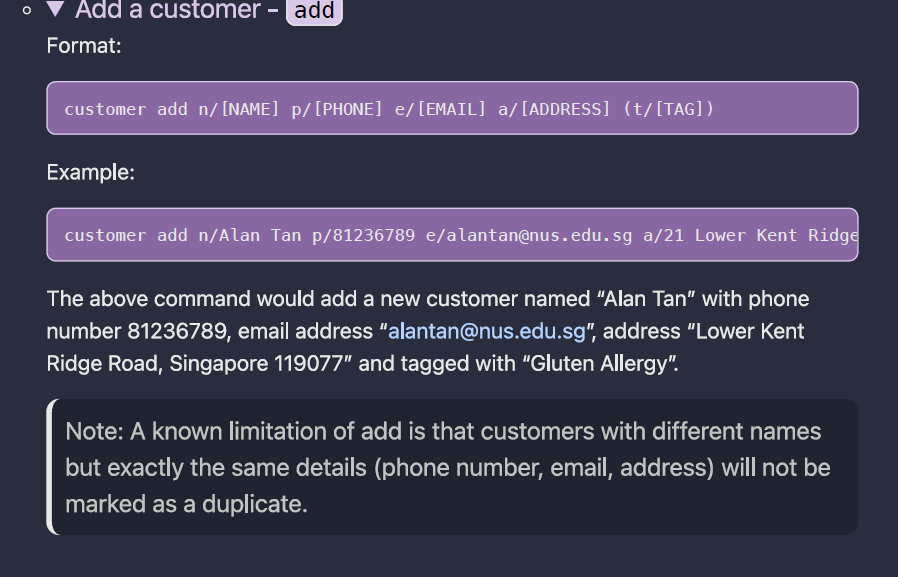 Add a customer – add
Format:
customer add n/[NAME] p/[PHONE] e/[EMAIL] a/[ADDRESS] (t/[TAG])
Example:
customer add n/Alan Tan p/81236789 e/alantan@nus.edu.sg a/21 Lower Kent Ridge
The above command would add a new customer named “Alan Tan” with phone
number 81236789, email address “alantan@nus.edu.sg”, address “Lower Kent
Ridge Road, Singapore 119077” and tagged with “Gluten Allergy”.
Note: A known limitation of add is that customers with different names
but exactly the same details (phone number, email, address) will not be
marked as a duplicate.